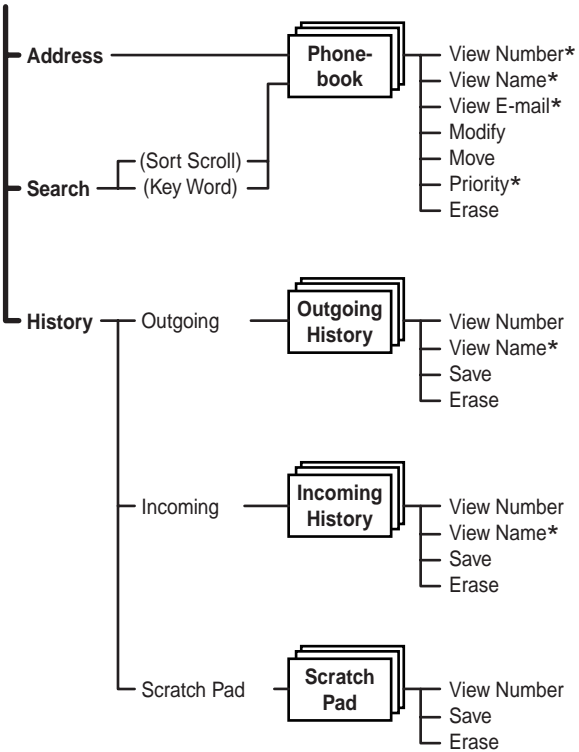 Address
Phone-
book
View Number*
View Name*
View E-mail*
Modify
Move
Priority*
Erase
Search
(Sort Scroll)
(Key Word)
History
Outgoing
Outgoing
History
View Number
View Name*
Save
Erase
Incoming
Incoming
History
View Number
View Name*
Save
Erase
Scratch Pad
Scratch
Pad
View Number
Save
Erase